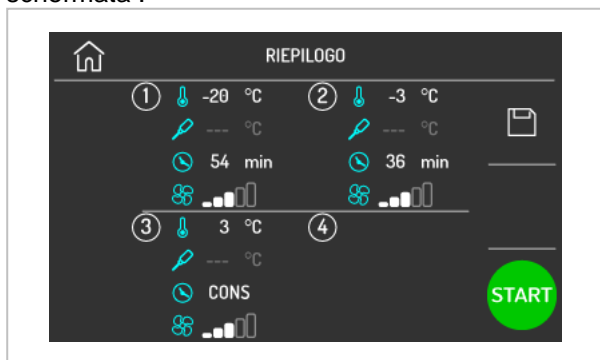 schermata :
RIEPILOGO
1 -20 °C 2 -3 °C
--- °C --- °C
54 min 36 min
3 3 °C 4
--- °C
CONS
START